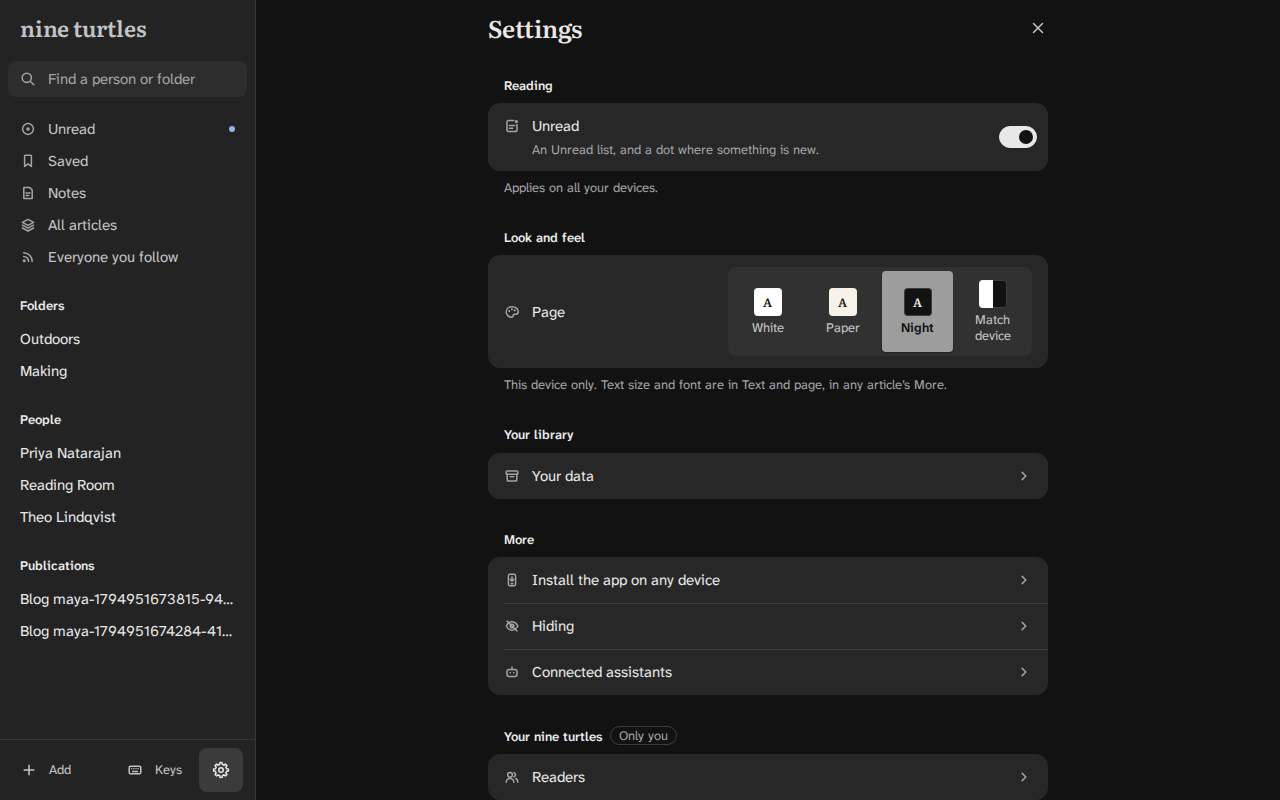 nine turtles
Find a person or folder
Unread
Saved
Notes
All articles
Everyone you follow
Folders
Outdoors
Making
People
Priya Natarajan
Reading Room
Theo Lindqvist
Publications
Blog maya-1794951673815-94...
Blog maya-1794951674284-41...
Add
Keys
Settings
Reading
Unread
An Unread list, and a dot where something is new.
Applies on all your devices.
Look and feel
Page
A
White
A
Paper
A
Night
Match
device
This device only. Text size and font are in Text and page, in any article's More.
Your library
Your data
More
Install the app on any device
Hiding
Connected assistants
Your nine turtles Only you
Readers